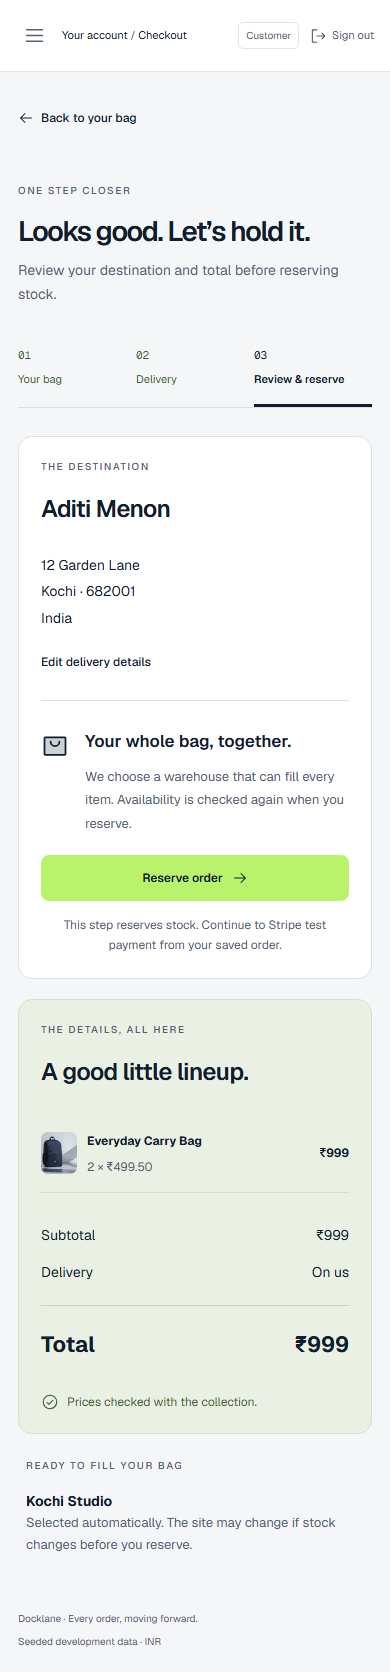 Your account / Checkout
Customer
Sign out
Back to your bag
ONE STEP CLOSER
Looks good. Let’s hold it.
Review your destination and total before reserving
stock.
01
Your bag
02
Delivery
03
Review & reserve
THE DESTINATION
Aditi Menon
12 Garden Lane
Kochi · 682001
India
Edit delivery details
Your whole bag, together.
We choose a warehouse that can fill every
item. Availability is checked again when you
reserve.
Reserve order
This step reserves stock. Continue to Stripe test
payment from your saved order.
THE DETAILS, ALL HERE
A good little lineup.
Everyday Carry Bag
2 × ₹499.50
₹999
Subtotal ₹999
Delivery On us
Total ₹999
Prices checked with the collection.
READY TO FILL YOUR BAG
Kochi Studio
Selected automatically. The site may change if stock
changes before you reserve.
Docklane · Every order, moving forward.
Seeded development data · INR